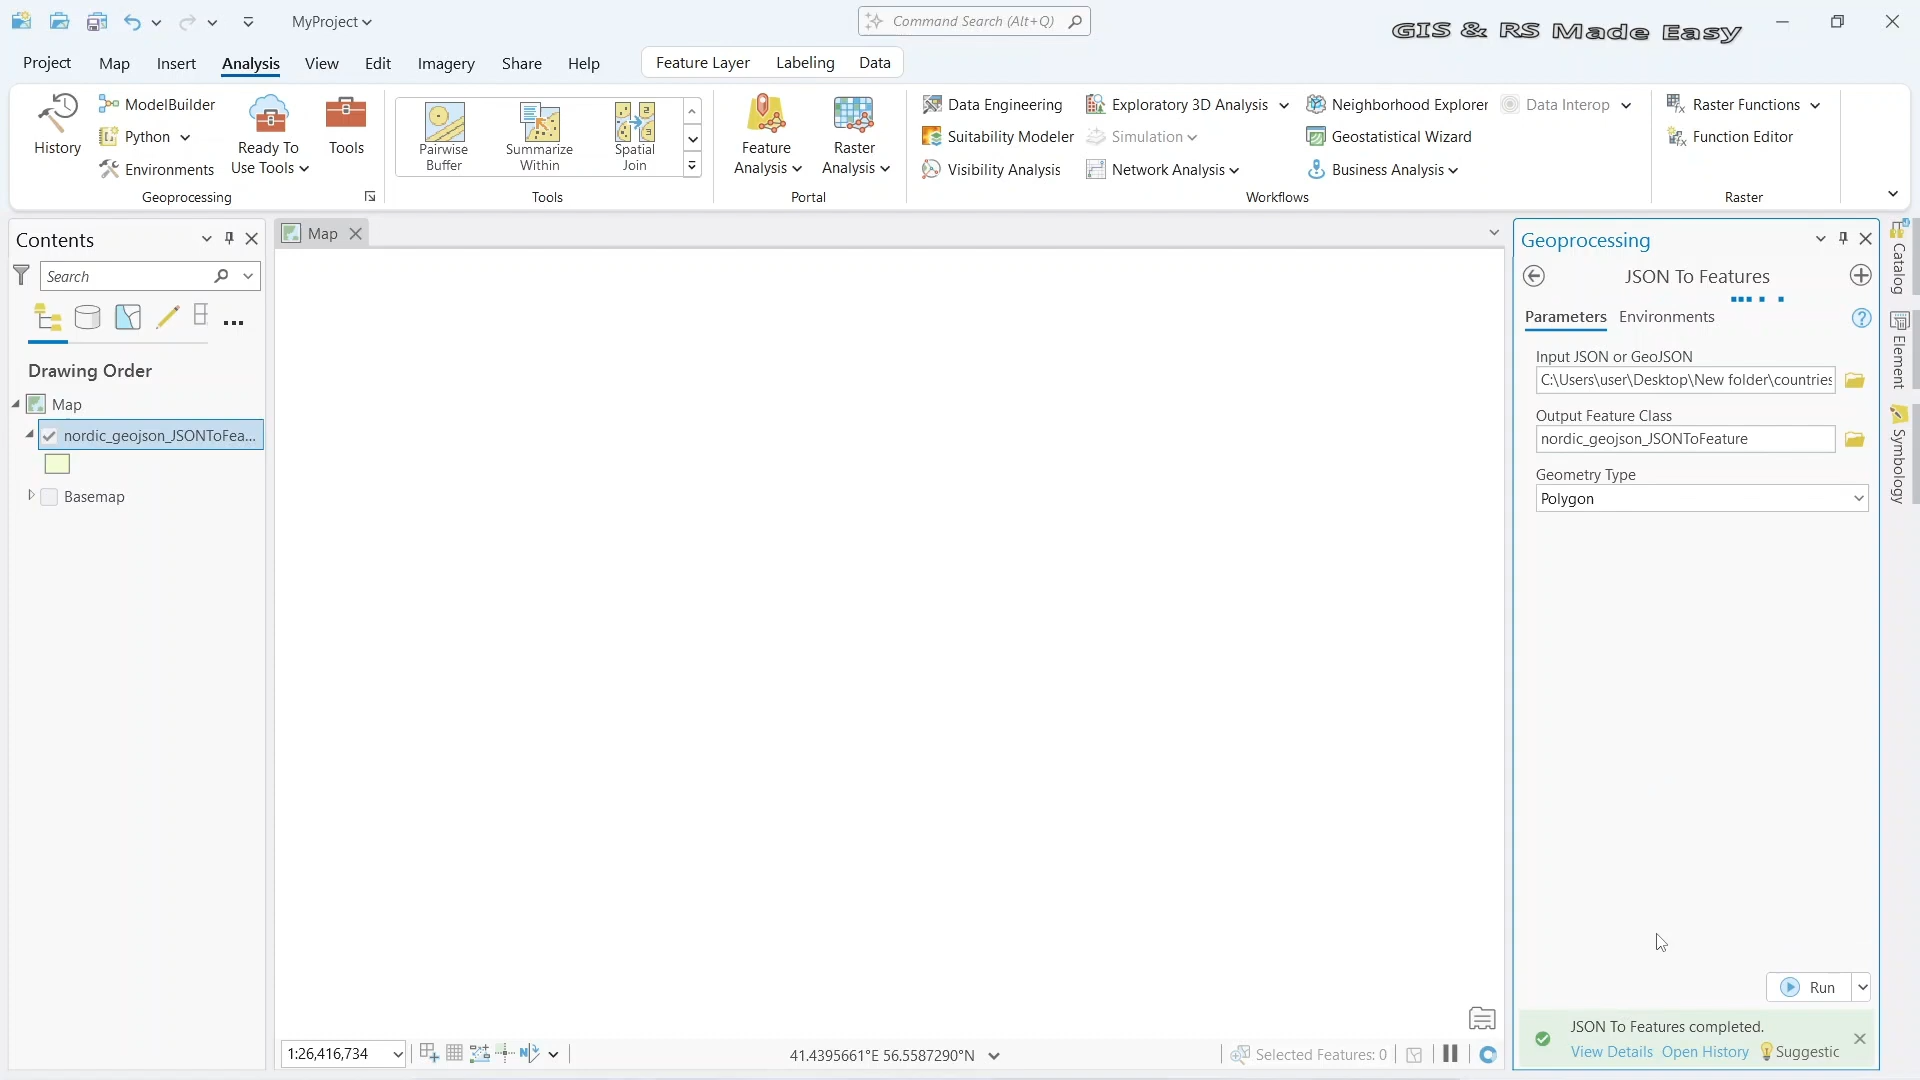 MyProject
Command Search (Alt+Q)
GIS & RS Made Easy
Project
Map
Insert
Analysis
View
Edit
Imagery
Share
Help
Feature Layer
Labeling
Data
History
ModelBuilder
Python
Environments
Ready To
Use Tools
Tools
Geoprocessing
Pairwise
Buffer
Summarize
Within
Spatial
Join
Tools
Feature
Analysis
Raster
Analysis
Portal
Data Engineering
Suitability Modeler
Visibility Analysis
Exploratory 3D Analysis
Simulation
Network Analysis
Neighborhood Explorer
Geostatistical Wizard
Business Analysis
Data Interop
Workflows
Raster Functions
Function Editor
Raster
Contents
Search
Drawing Order
Map
nordic_geojson_JSONToFea...
Basemap
Map
Geoprocessing
JSON To Features
Parameters
Environments
Input JSON or GeoJSON
C:\Users\user\Desktop\New folder\countries
Output Feature Class
nordic_geojson_JSONToFeature
Geometry Type
Polygon
Run
JSON To Features completed.
View Details
Open History
Suggestic
Catalog
Element
Symbology
1:26,416,734
41.4395661°E 56.5587290°N
Selected Features: 0